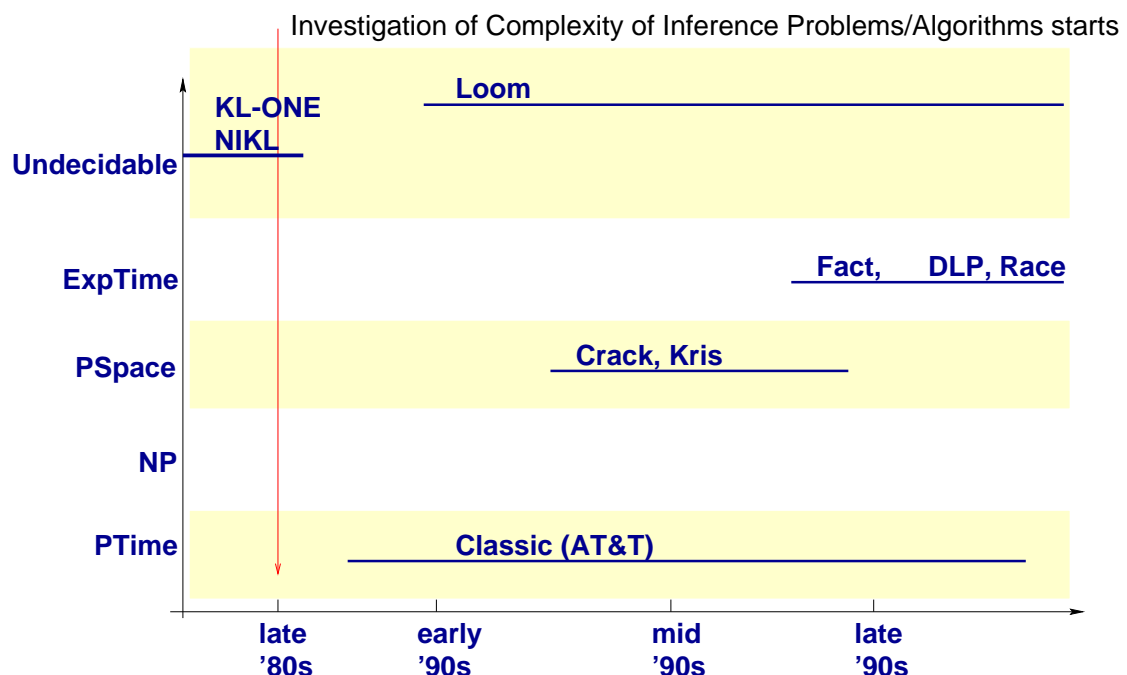 Investigation of Complexity of Inference Problems/Algorithms starts
Loom
KL-ONE
NIKL
Undecidable
Fact, DLP, Race
ExpTime
Crack, Kris
PSpace
NP
PTime
Classic (AT&T)
late early mid late
’80s ’90s ’90s ’90s